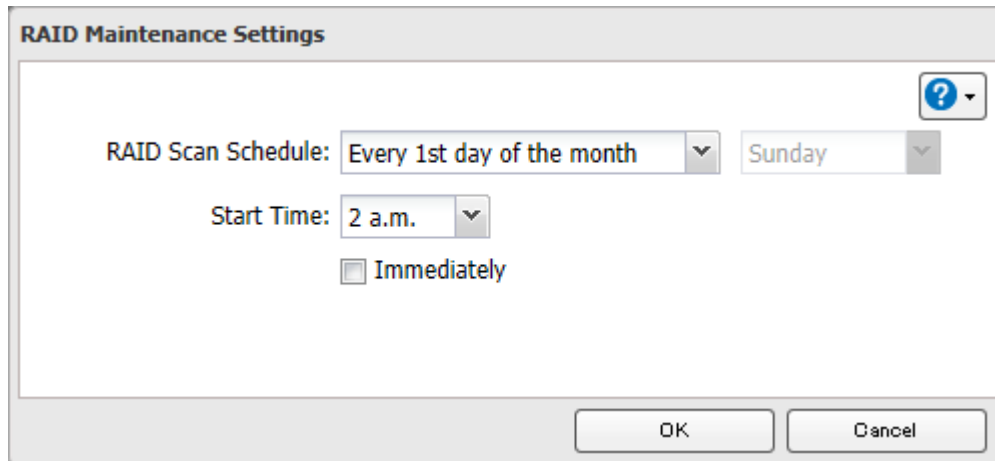 RAID Maintenance Settings
?
RAID Scan Schedule: Every 1st day of the month Sunday
Start Time: 2 a.m.
Immediately
OK Cancel